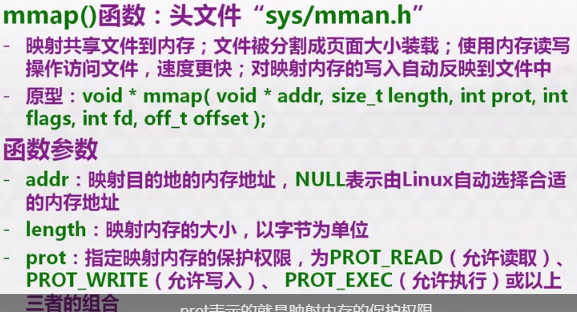 mmap()函数：头文件“sys/mman.h”
- 映射共享文件到内存；文件被分割成页面大小装载；使用内存读写
操作访问文件，速度更快；对映射内存的写入自动反映到文件中
- 原型：void * mmap( void * addr, size_t length, int prot, int
flags, int fd, off_t offset );
函数参数
- addr：映射目的地的内存地址，NULL表示由Linux自动选择合适
的内存地址
- length：映射内存的大小，以字节为单位
- prot：指定映射内存的保护权限，为PROT_READ（允许读取）、
PROT_WRITE（允许写入）、 PROT_EXEC（允许执行）或以上
三者的组合
prot表示的就是映射内存的保护权限